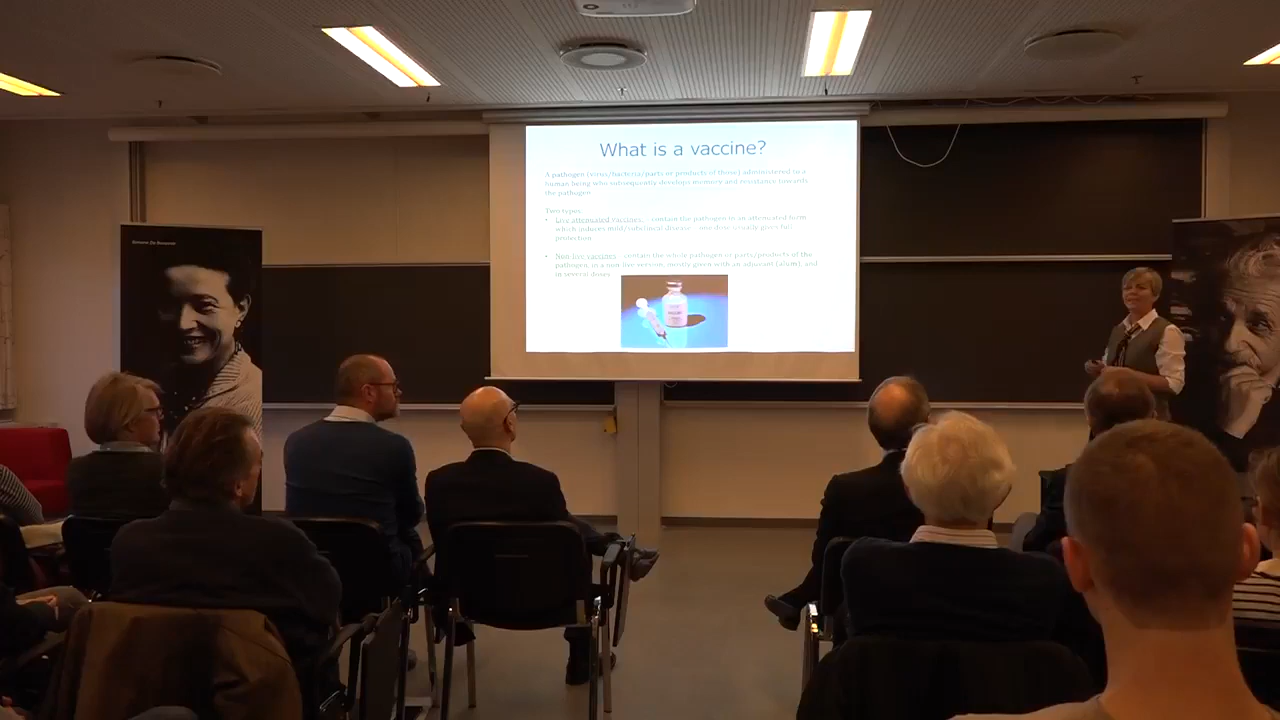 What is a vaccine?
A pathogen (virus/bacteria/parts or products of those) administered to a
human being who subsequently develops memory and resistance towards
the pathogen
Two types:
• Live attenuated vaccines: contain the pathogen in an attenuated form
which induces mild/subclinical disease - one dose usually gives full
protection
• Non-live vaccines - contain the whole pathogen or parts/products of the
pathogen, in a non-live version, mostly given with an adjuvant (alum), and
in several doses
Simone De Beauvoir